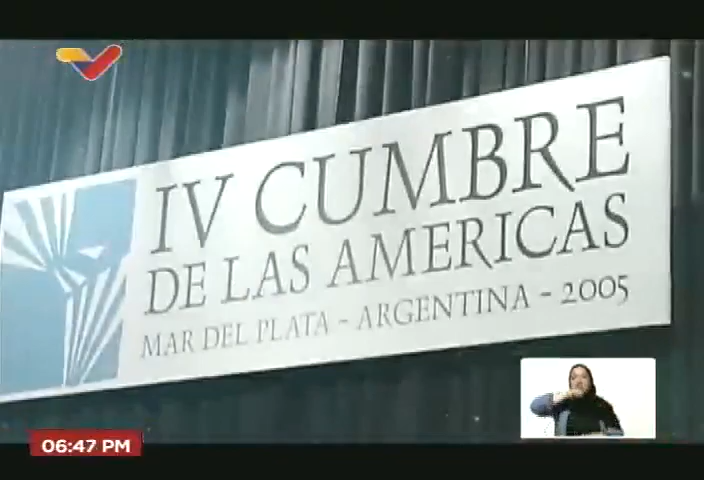 IV CUMBRE
DE LAS AMERICAS
MAR DEL PLATA - ARGENTINA - 2005
06:47 PM